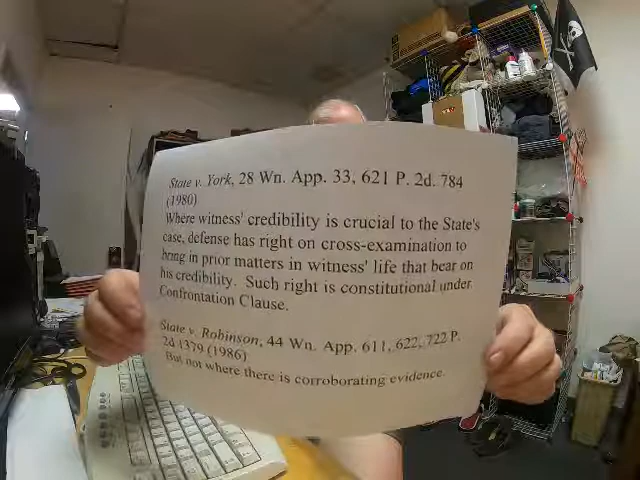 State v. York, 28 Wn. App. 33, 621 P. 2d. 784
(1980)
Where witness' credibility is crucial to the State's
case, defense has right on cross-examination to
bring in prior matters in witness' life that bear on
his credibility. Such right is constitutional under
Confrontation Clause.
State v. Robinson, 44 Wn. App. 611, 622, 722 P.
2d 1379 (1986)
But not where there is corroborating evidence.